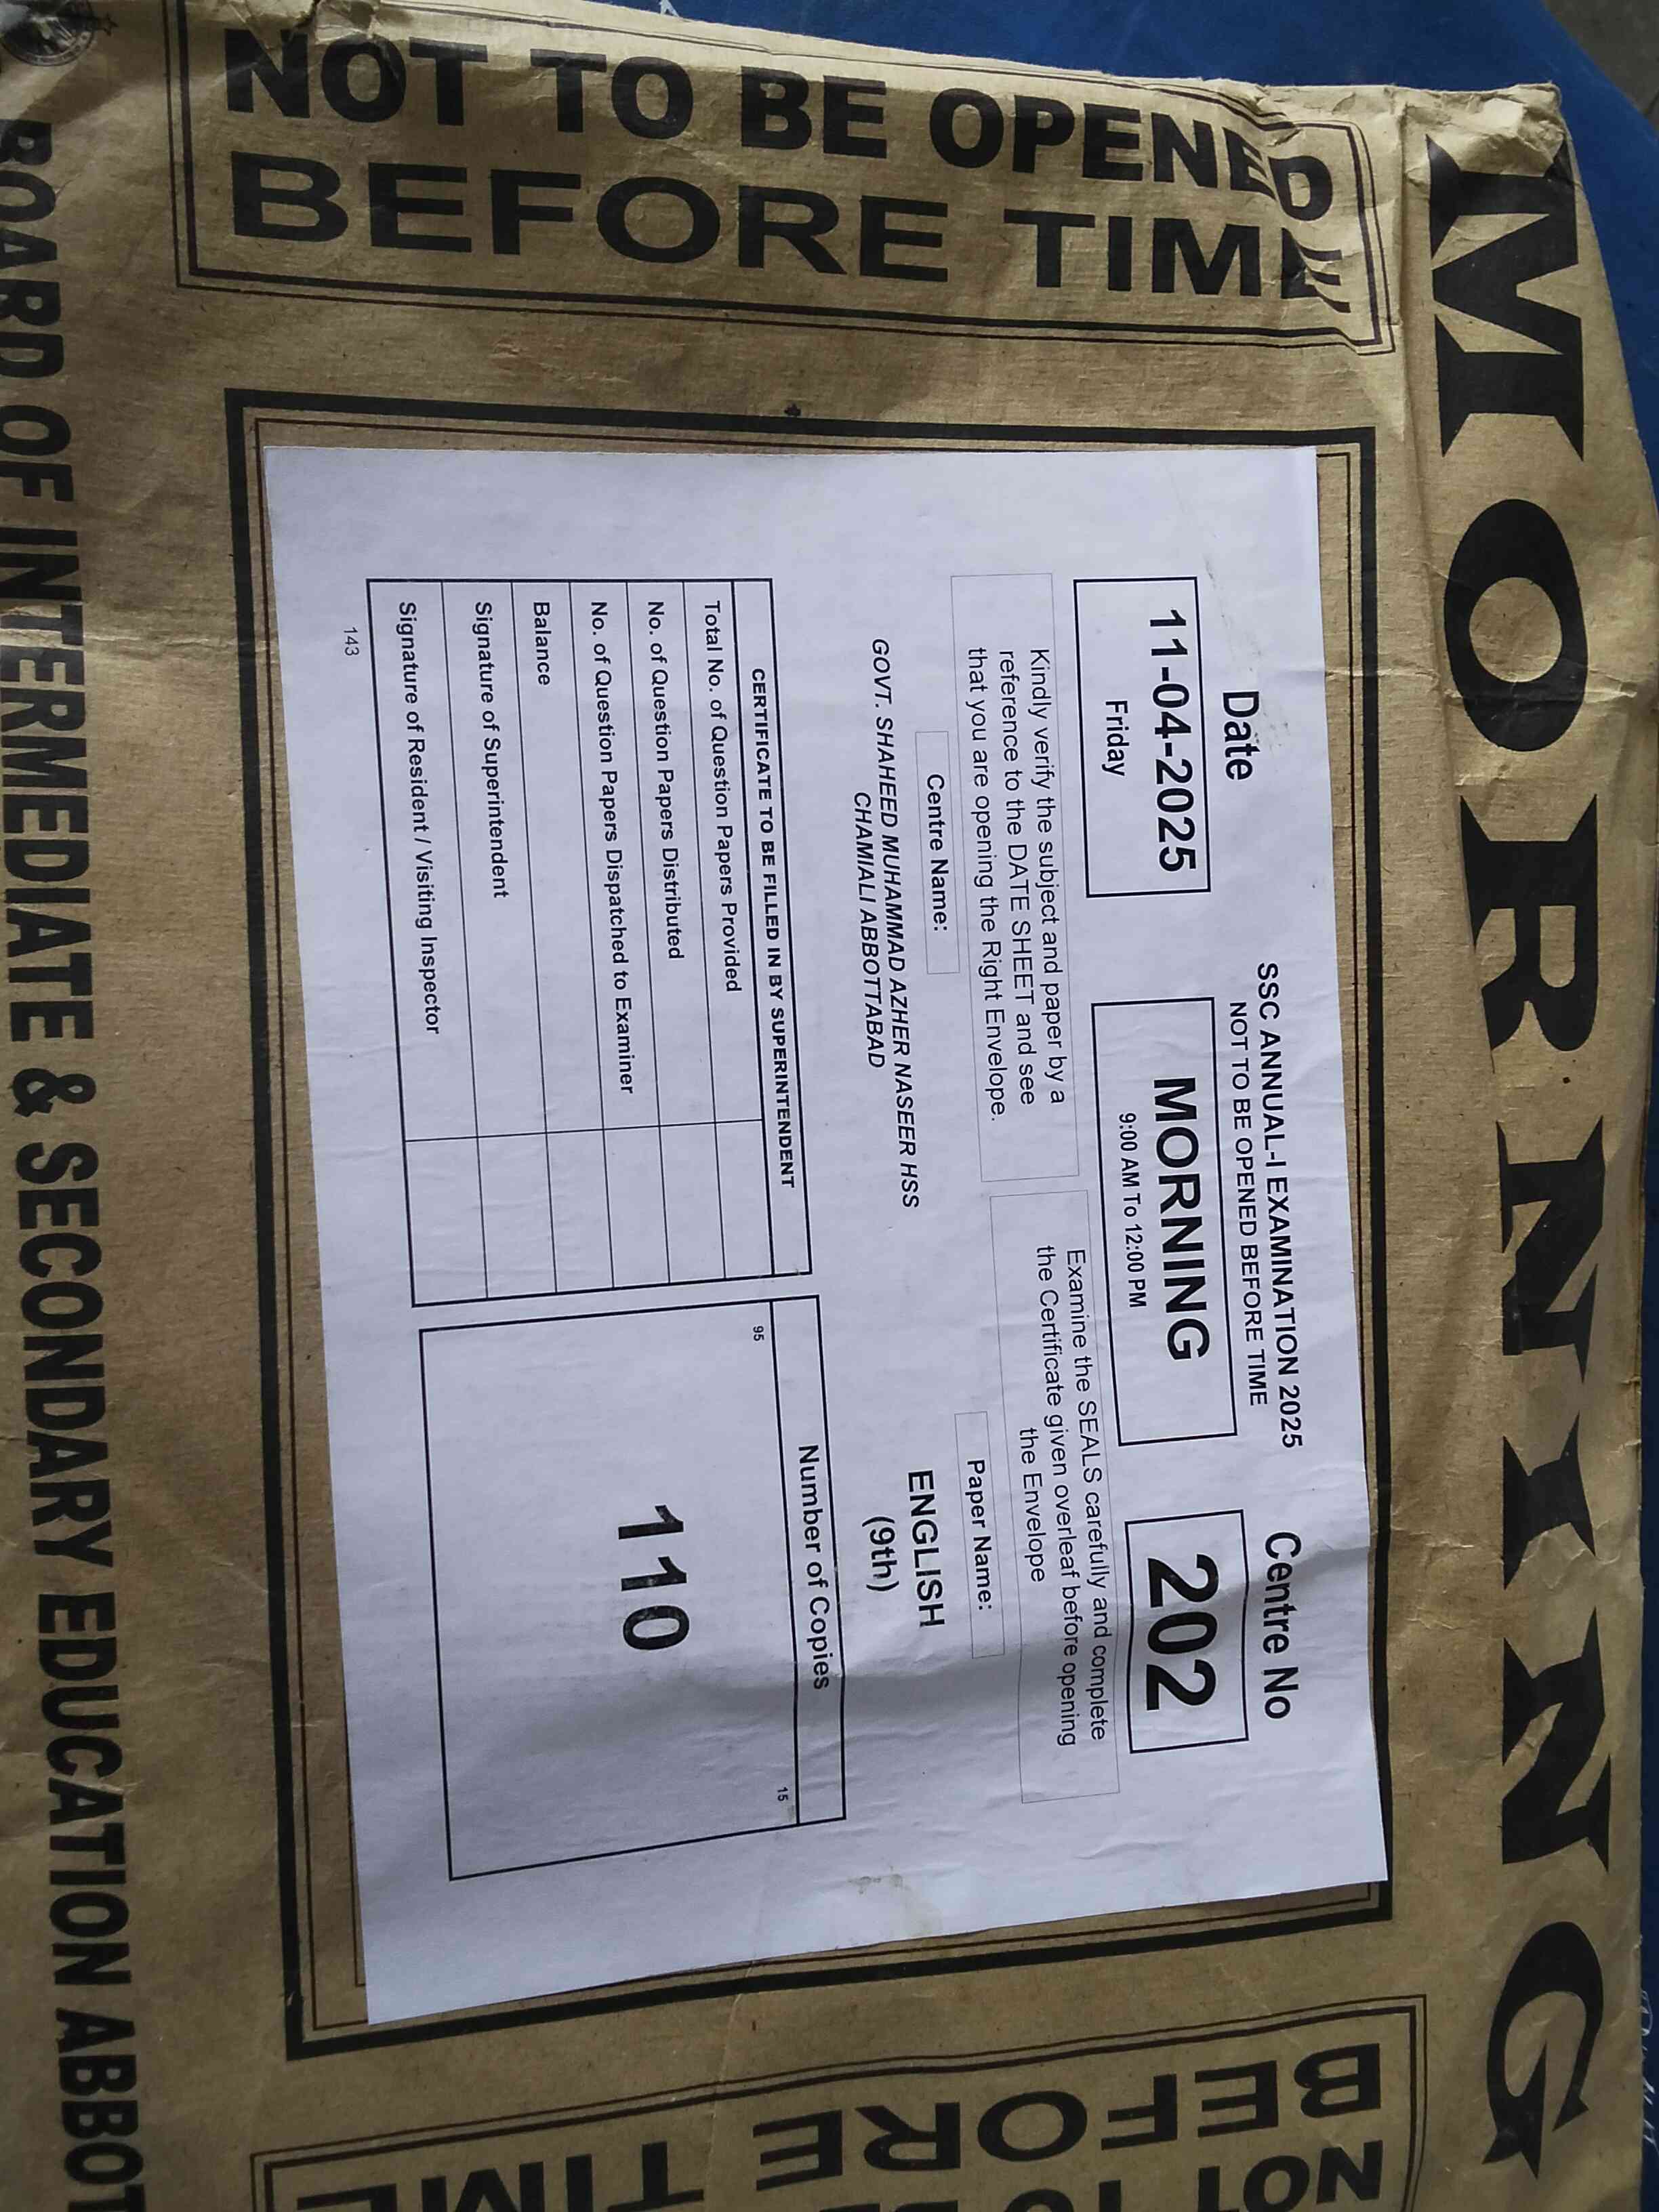 MORNING
NOT TO BE OPENED
BEFORE TIME
Date
SSC ANNUAL-I EXAMINATION 2025
NOT TO BE OPENED BEFORE TIME
Centre No
11-04-2025
Friday
MORNING
9:00 AM To 12:00 PM
202
Kindly verify the subject and paper by a
reference to the DATE SHEET and see
that you are opening the Right Envelope.
Examine the SEALS carefully and complete
the Certificate given overleaf before opening
the Envelope
Centre Name:
Paper Name:
GOVT. SHAHEED MUHAMMAD AZHER NASEER HSS
CHAMIALI ABBOTTABAD
ENGLISH
(9th)
CERTIFICATE TO BE FILLED IN BY SUPERINTENDENT
Total No. of Question Papers Provided
No. of Question Papers Distributed
No. of Question Papers Dispatched to Examiner
Balance
Signature of Superintendent
Signature of Resident / Visiting Inspector
143
Number of Copies
95
15
110
NOT
BEFORE TIM
BOARD OF INTERMEDIATE & SECONDARY EDUCATION ABBOT